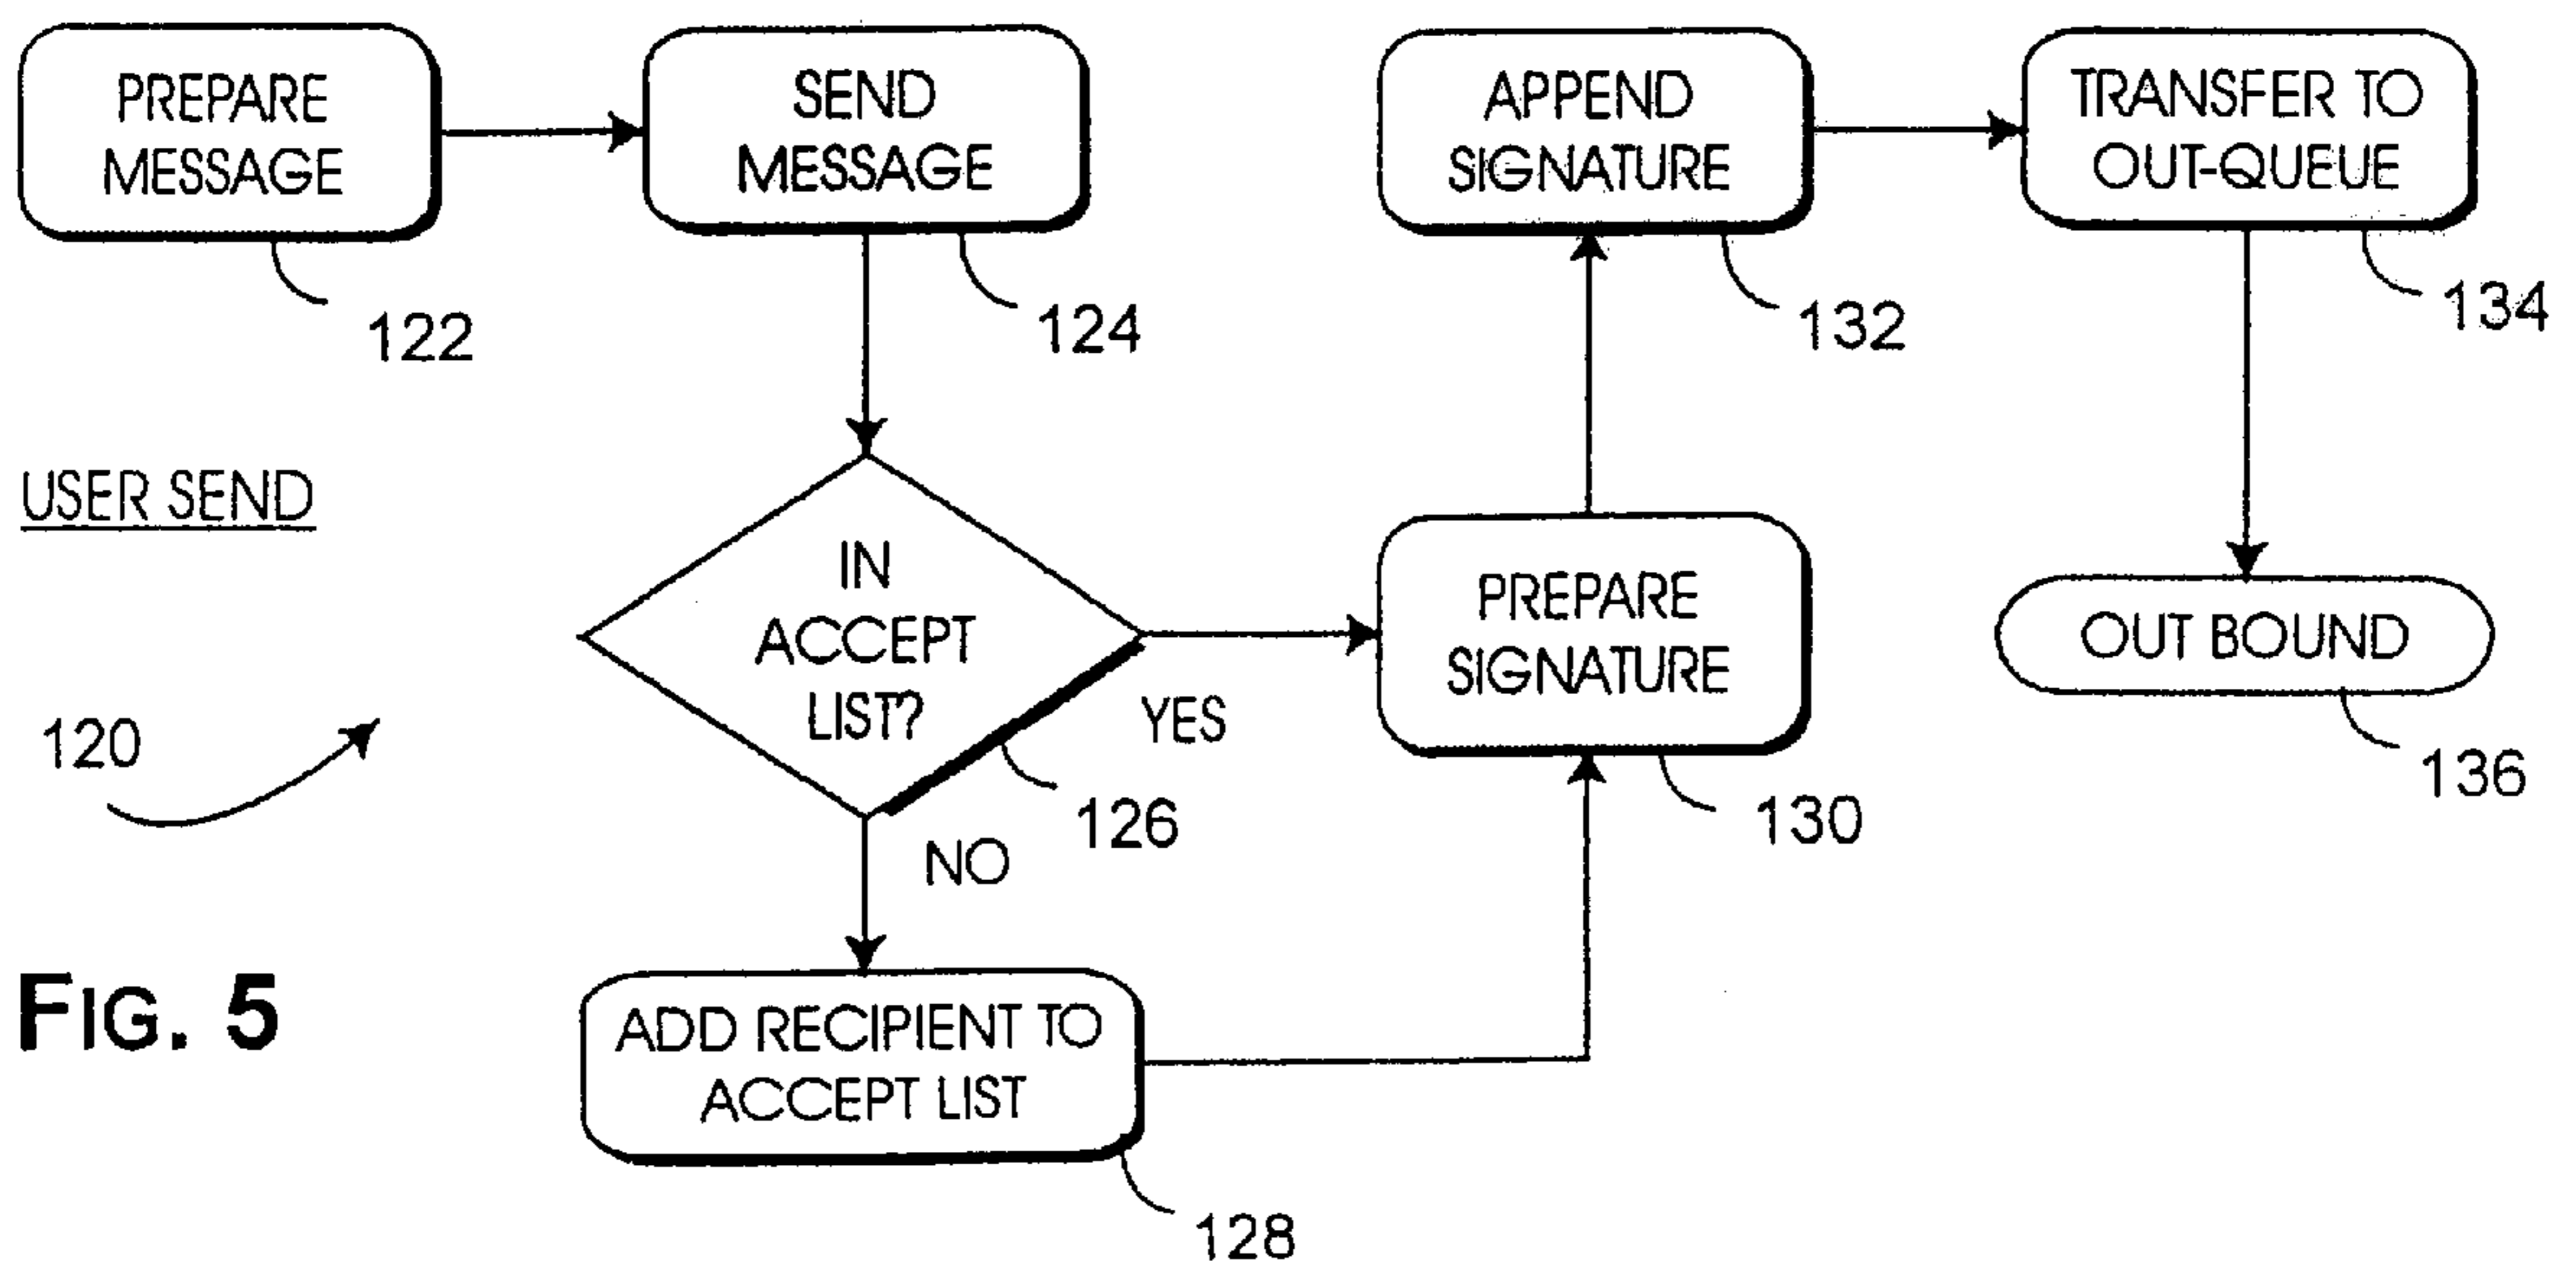 PREPARE
MESSAGE
122
SEND
MESSAGE
124
APPEND
SIGNATURE
132
TRANSFER TO
OUT-QUEUE
134
USER SEND
IN
ACCEPT
LIST?
YES
126
NO
PREPARE
SIGNATURE
130
OUT BOUND
136
120
ADD RECIPIENT TO
ACCEPT LIST
128
FIG. 5